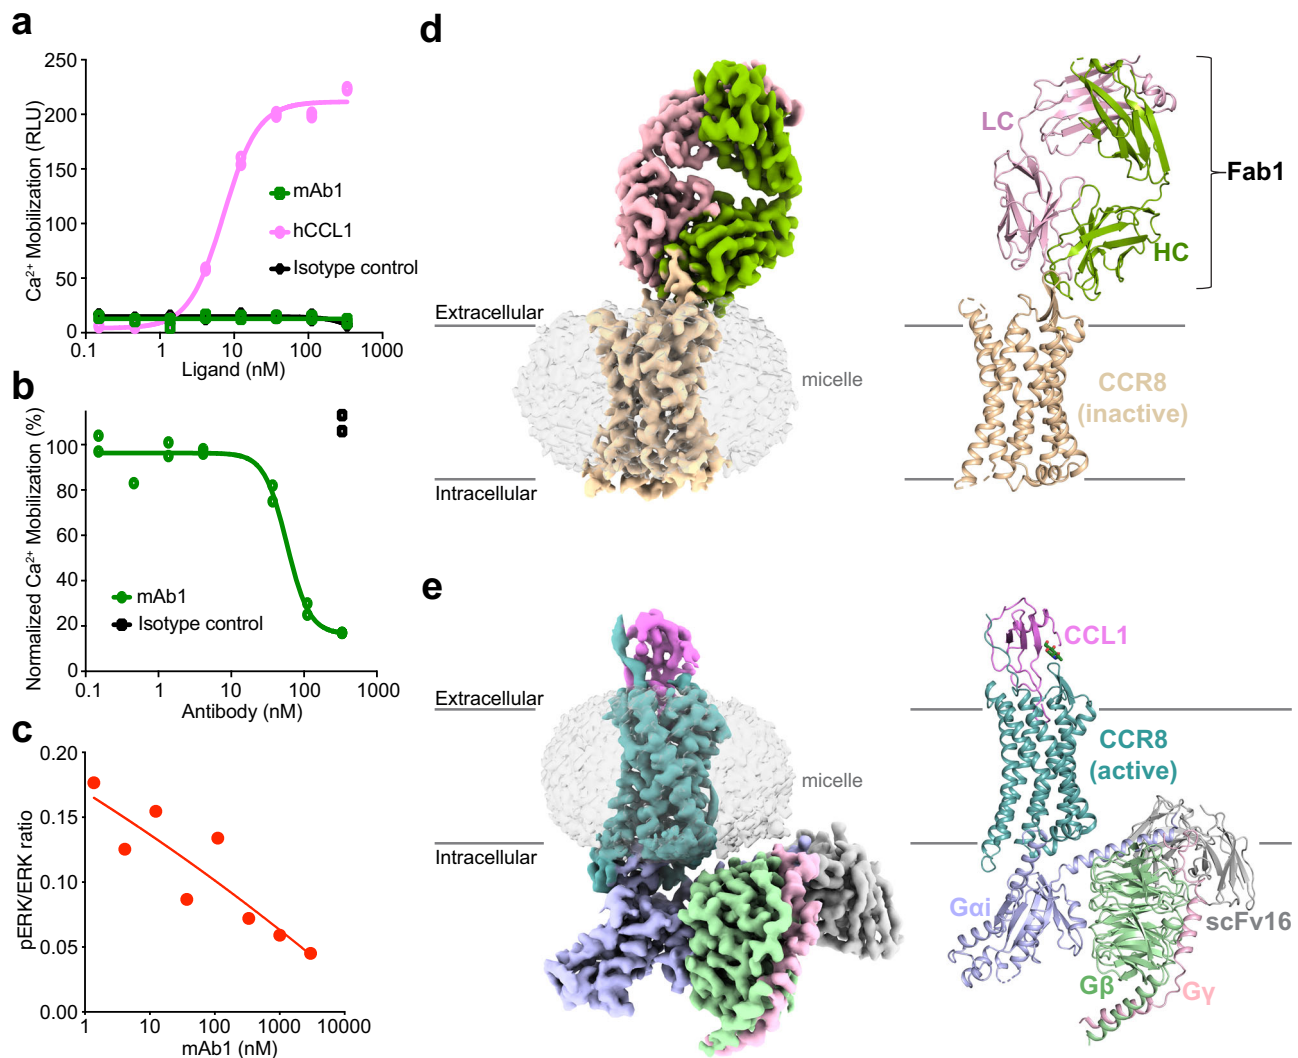 a
250
200
150
100
50
0
Ca²⁺ Mobilization (RLU)
mAb1
hCCL1
Isotype control
0.1 1 10 100 1000
Ligand (nM)
b
100
80
60
40
20
0
Normalized Ca²⁺ Mobilization (%)
mAb1
Isotype control
0.1 1 10 100 1000
Antibody (nM)
c
0.20
0.15
0.10
0.05
0.00
pERK/ERK ratio
1 10 100 1000 10000
mAb1 (nM)
d
LC
HC
Fab1
Extracellular
micelle
CCR8
(inactive)
Intracellular
e
CCL1
Extracellular
micelle
CCR8
(active)
Intracellular
Gαi
scFv16
Gβ
Gγ